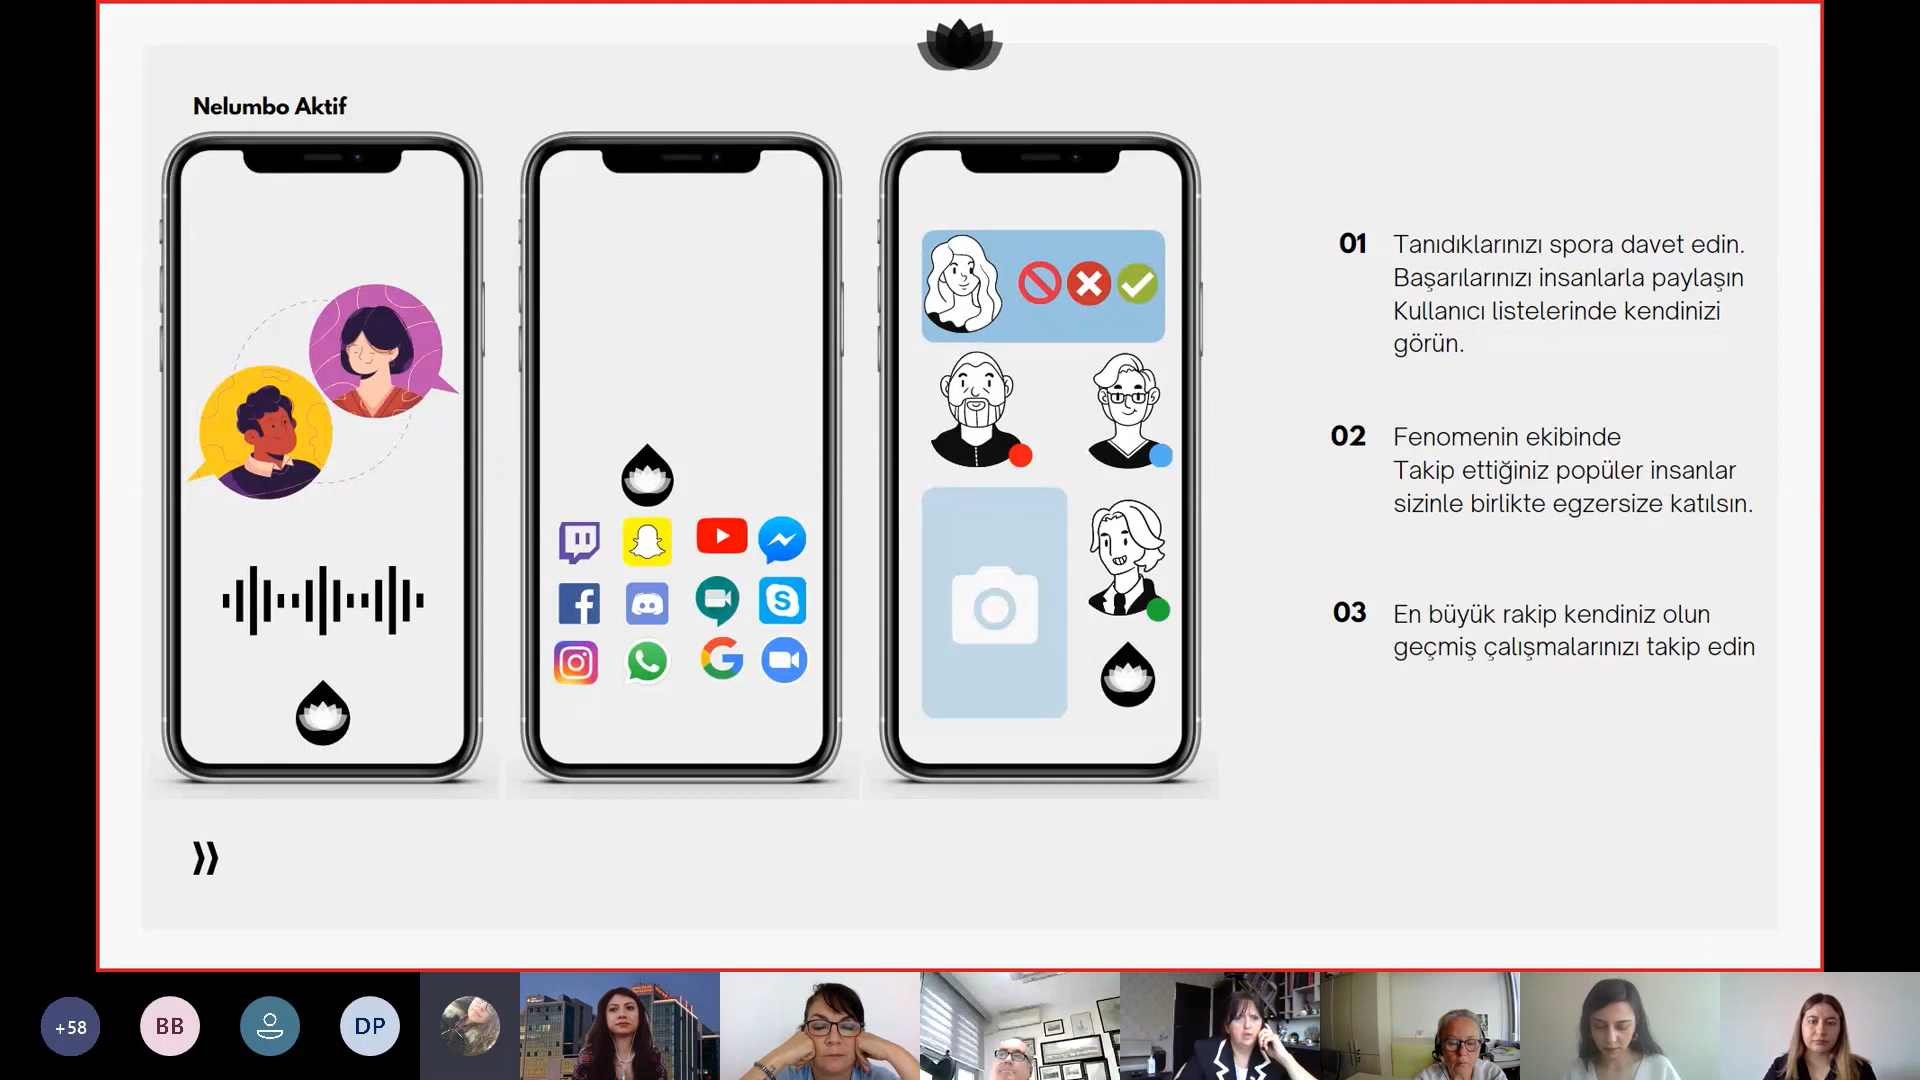 Nelumbo Aktif
01
Tanıdıklarınızı spora davet edin.
Başarılarınızı insanlarla paylaşın
Kullanıcı listelerinde kendinizi
görün.
02
Fenomenin ekibinde
Takip ettiğiniz popüler insanlar
sizinle birlikte egzersize katılsın.
03
En büyük rakip kendiniz olun
geçmiş çalışmalarınızı takip edin
+58
BB
DP